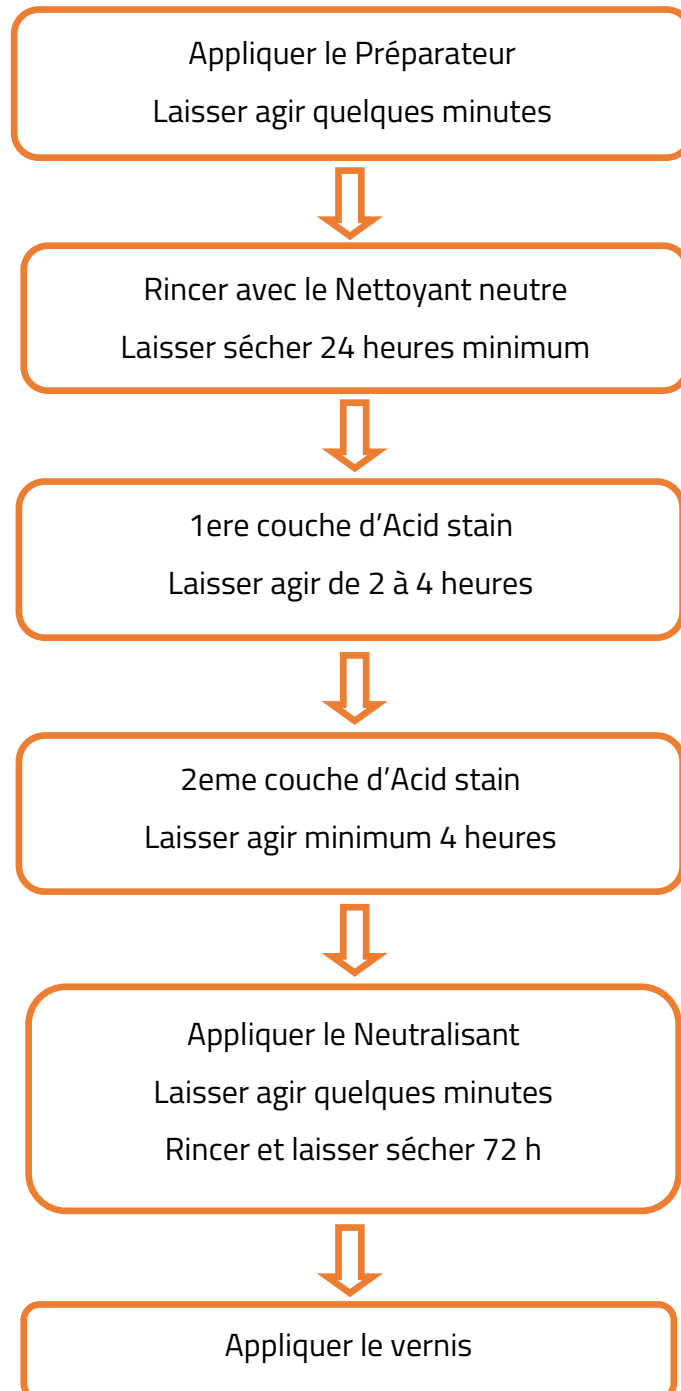 Appliquer le Préparateur
Laisser agir quelques minutes
Rincer avec le Nettoyant neutre
Laisser sécher 24 heures minimum
1ere couche d’Acid stain
Laisser agir de 2 à 4 heures
2eme couche d’Acid stain
Laisser agir minimum 4 heures
Appliquer le Neutralisant
Laisser agir quelques minutes
Rincer et laisser sécher 72 h
Appliquer le vernis